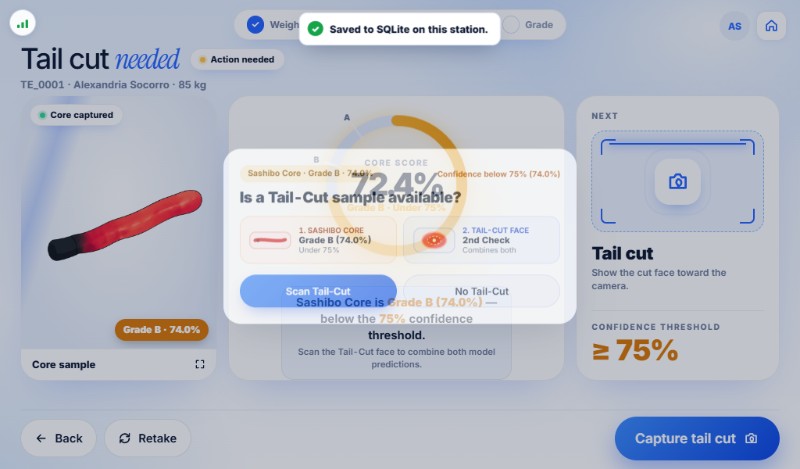 Weigh
Saved to SQLite on this station.
Grade
AS
Tail cut needed
Action needed
TE_0001 · Alexandria Socorro · 85 kg
Core captured
Grade B · 74.0%
Core sample
A
B
CORE SCORE
72.4%
Grade B · Under 75%
Sashibo Core · Grade B · 74.0%
Confidence below 75% (74.0%)
Is a Tail-Cut sample available?
1. SASHIBO CORE
Grade B (74.0%)
Under 75%
2. TAIL-CUT FACE
2nd Check
Combines both
Scan Tail-Cut
No Tail-Cut
Sashibo Core is Grade B (74.0%) —
below the 75% confidence
threshold.
Scan the Tail-Cut face to combine both model
predictions.
NEXT
Tail cut
Show the cut face toward the
camera.
CONFIDENCE THRESHOLD
≥ 75%
Back
Retake
Capture tail cut